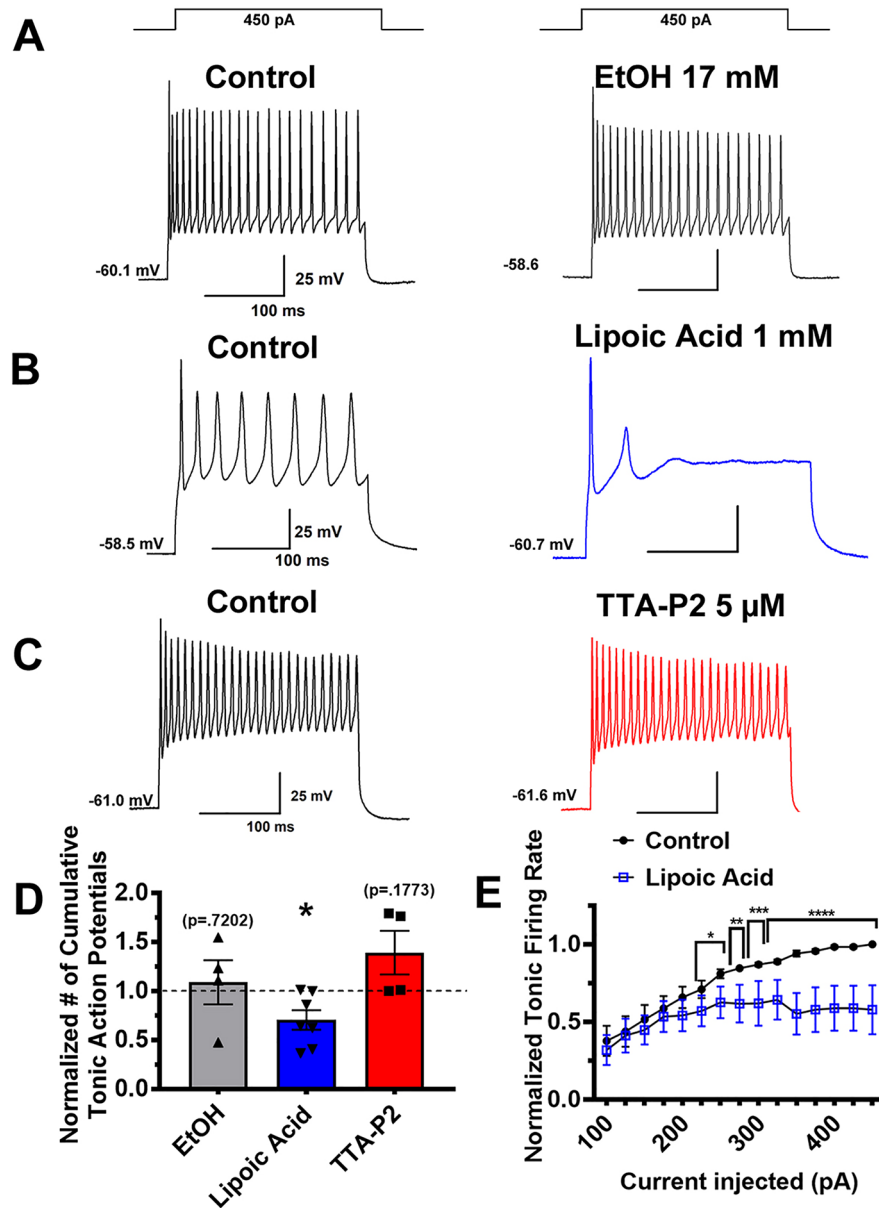 A
450 pA
450 pA
Control
EtOH 17 mM
-60.1 mV
25 mV
100 ms
-58.6
B
Control
Lipoic Acid 1 mM
-58.5 mV
25 mV
100 ms
-60.7 mV
C
Control
TTA-P2 5 µM
-61.0 mV
25 mV
100 ms
-61.6 mV
D
Normalized # of Cumulative
Tonic Action Potentials
2.0
1.5
1.0
0.5
0.0
(p=.7202)
*
(p=.1773)
EtOH
Lipoic Acid
TTA-P2
E
Control
Lipoic Acid
Normalized Tonic Firing Rate
1.0
0.5
0.0
*
**
***
****
100
200
300
400
Current injected (pA)